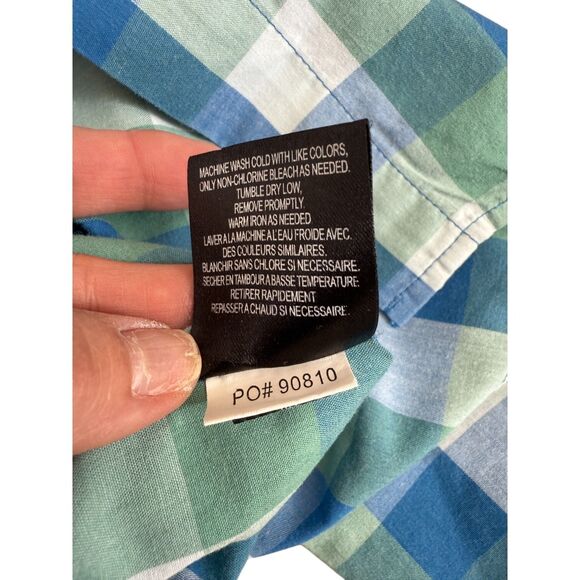 MACHINE WASH COLD WITH LIKE COLORS,
ONLY NON-CHLORINE BLEACH AS NEEDED.
TUMBLE DRY LOW,
REMOVE PROMPTLY.
WARM IRON AS NEEDED
LAVER A LA MACHINE A L'EAU FROIDE AVEC.
DES COULEURS SIMILAIRES.
BLANCHIR SANS CHLORE SI NECESSAIRE.
SECHER EN TAMBOUR A BASSE TEMPERATURE;
RETIRER RAPIDEMENT
REPASSER A CHAUD SI NECESSAIRE.
PO# 90810